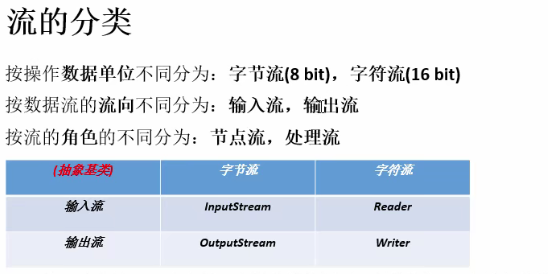 流的分类
按操作数据单位不同分为：字节流(8 bit)，字符流(16 bit)
按数据流的流向不同分为：输入流，输出流
按流的角色的不同分为：节点流，处理流
(抽象基类) 字节流 字符流
输入流 InputStream Reader
输出流 OutputStream Writer